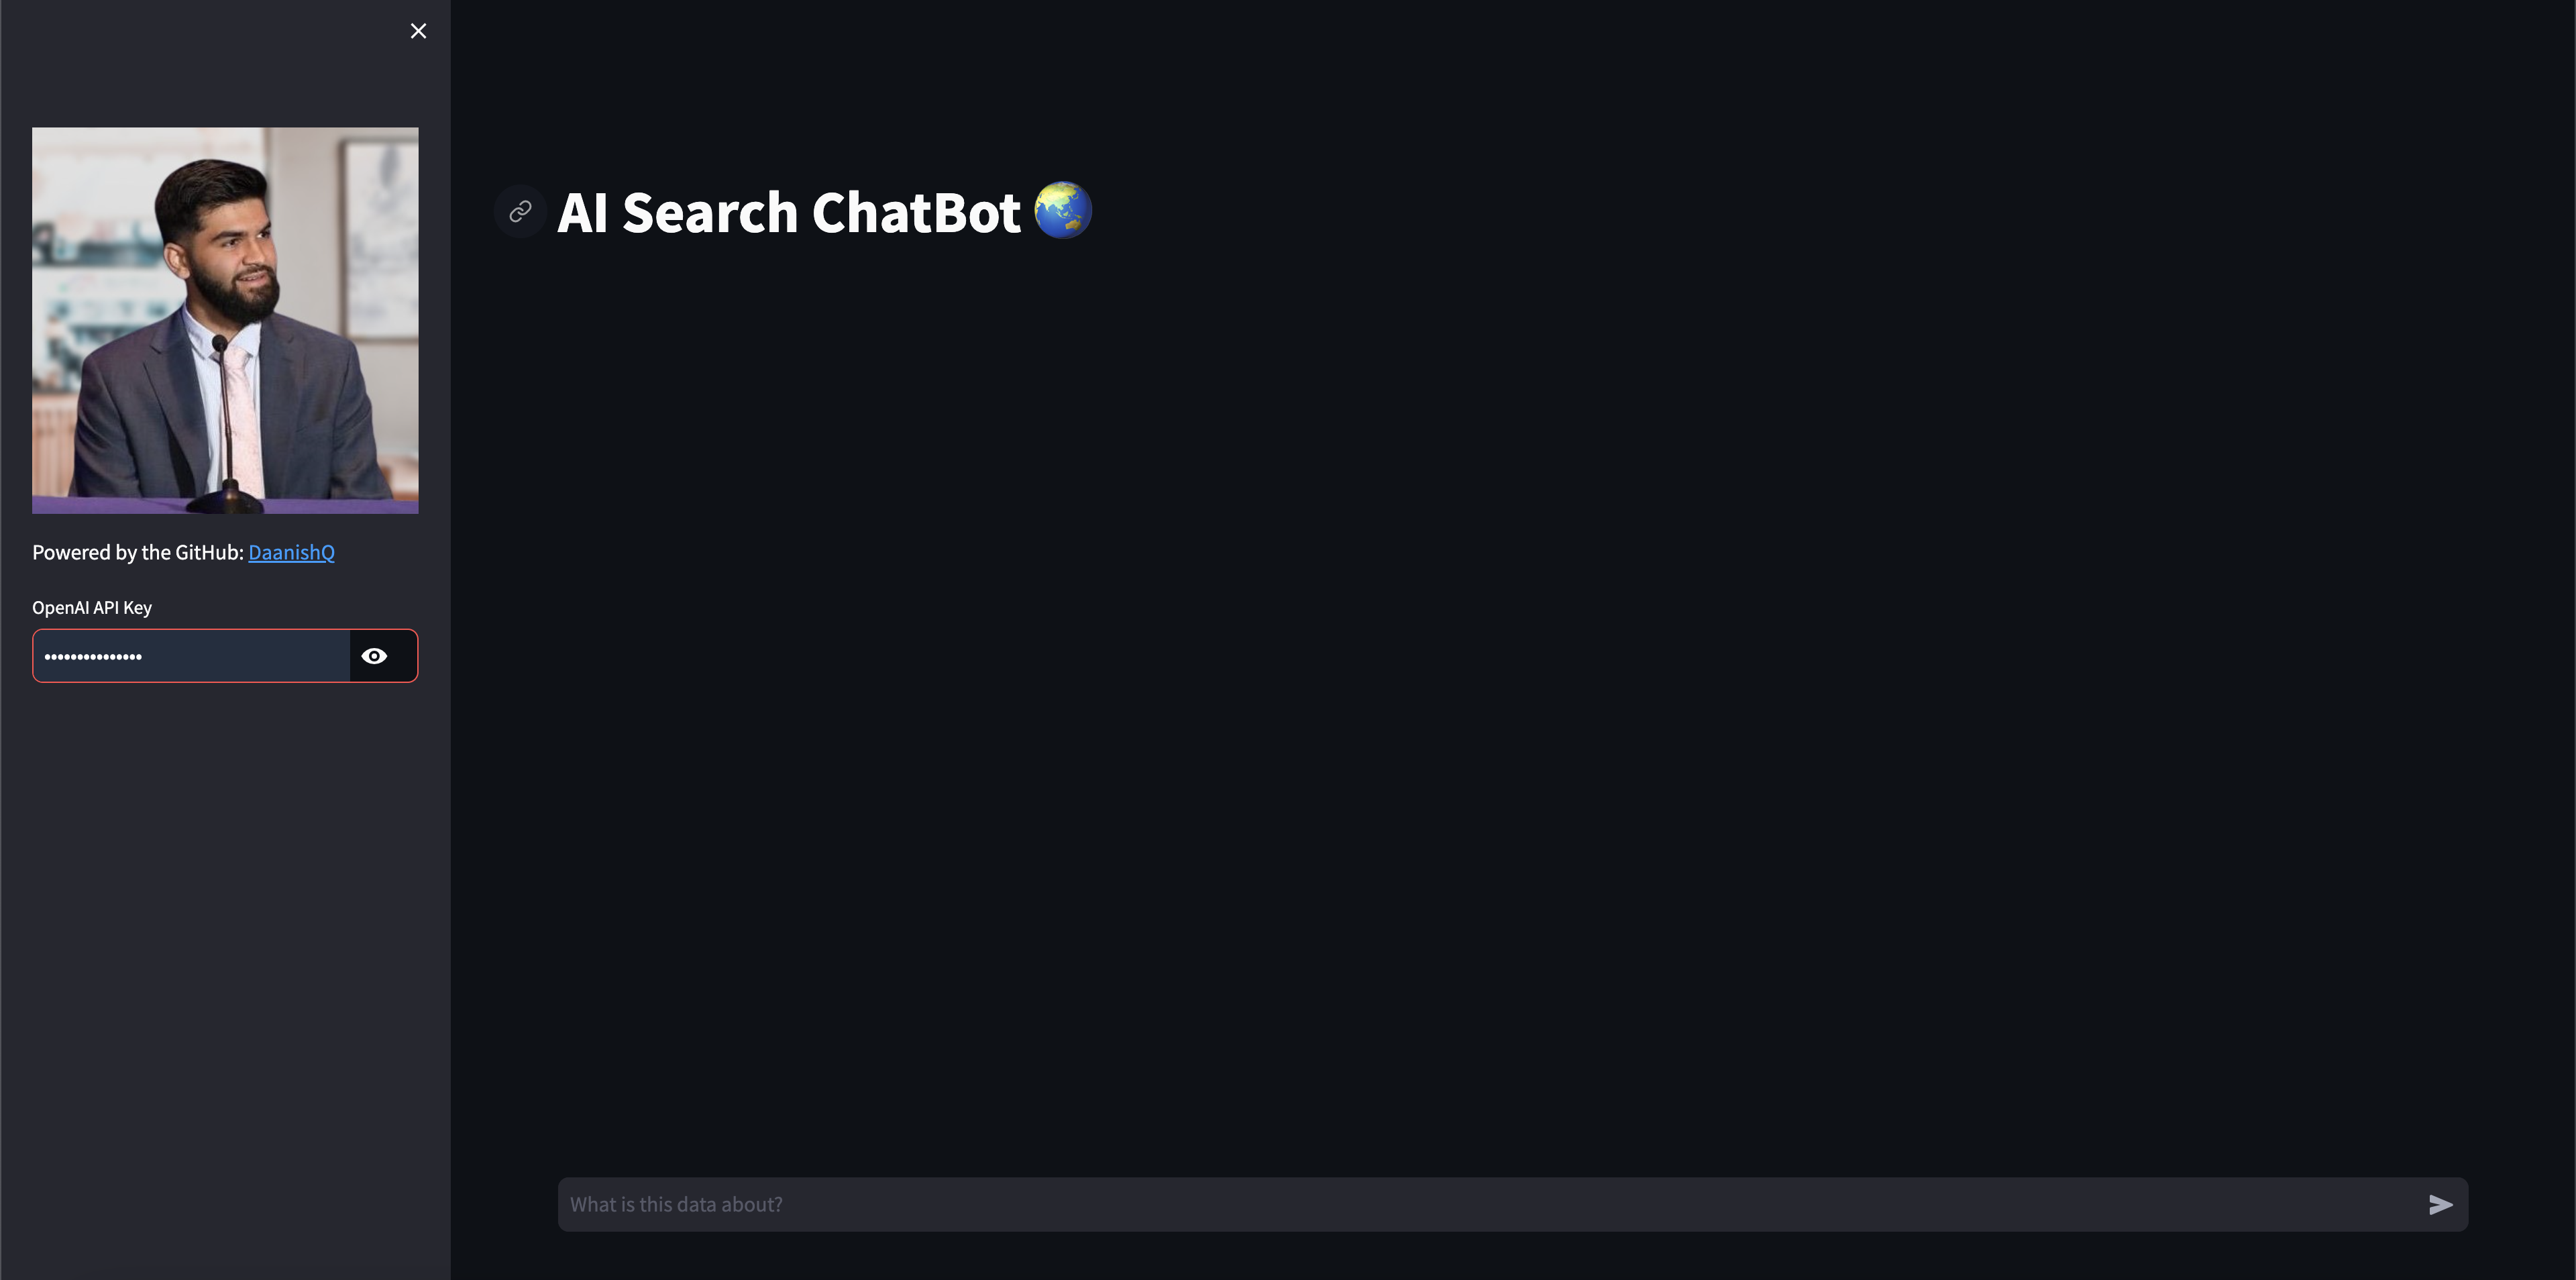 AI Search ChatBot
Powered by the GitHub: DaanishQ
OpenAI API Key
•••••••••••••••
What is this data about?